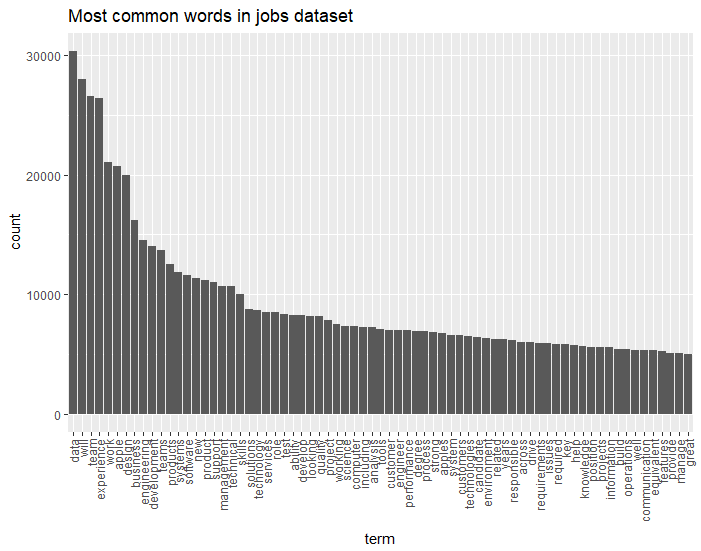 Most common words in jobs dataset
count
30000
20000
10000
0
data
will
team
experience
work
apple
design
business
engineering
development
teams
products
systems
software
new
product
support
management
technical
skills
solutions
technology
services
role
test
ability
develop
looking
quality
project
working
science
computer
including
analysis
tools
customer
engineer
performance
degree
process
strong
apples
system
customers
technologies
candidate
environment
related
years
responsible
across
drive
requirements
issues
required
key
help
knowledge
position
projects
information
build
operations
well
communication
equivalent
features
provide
manage
great
term